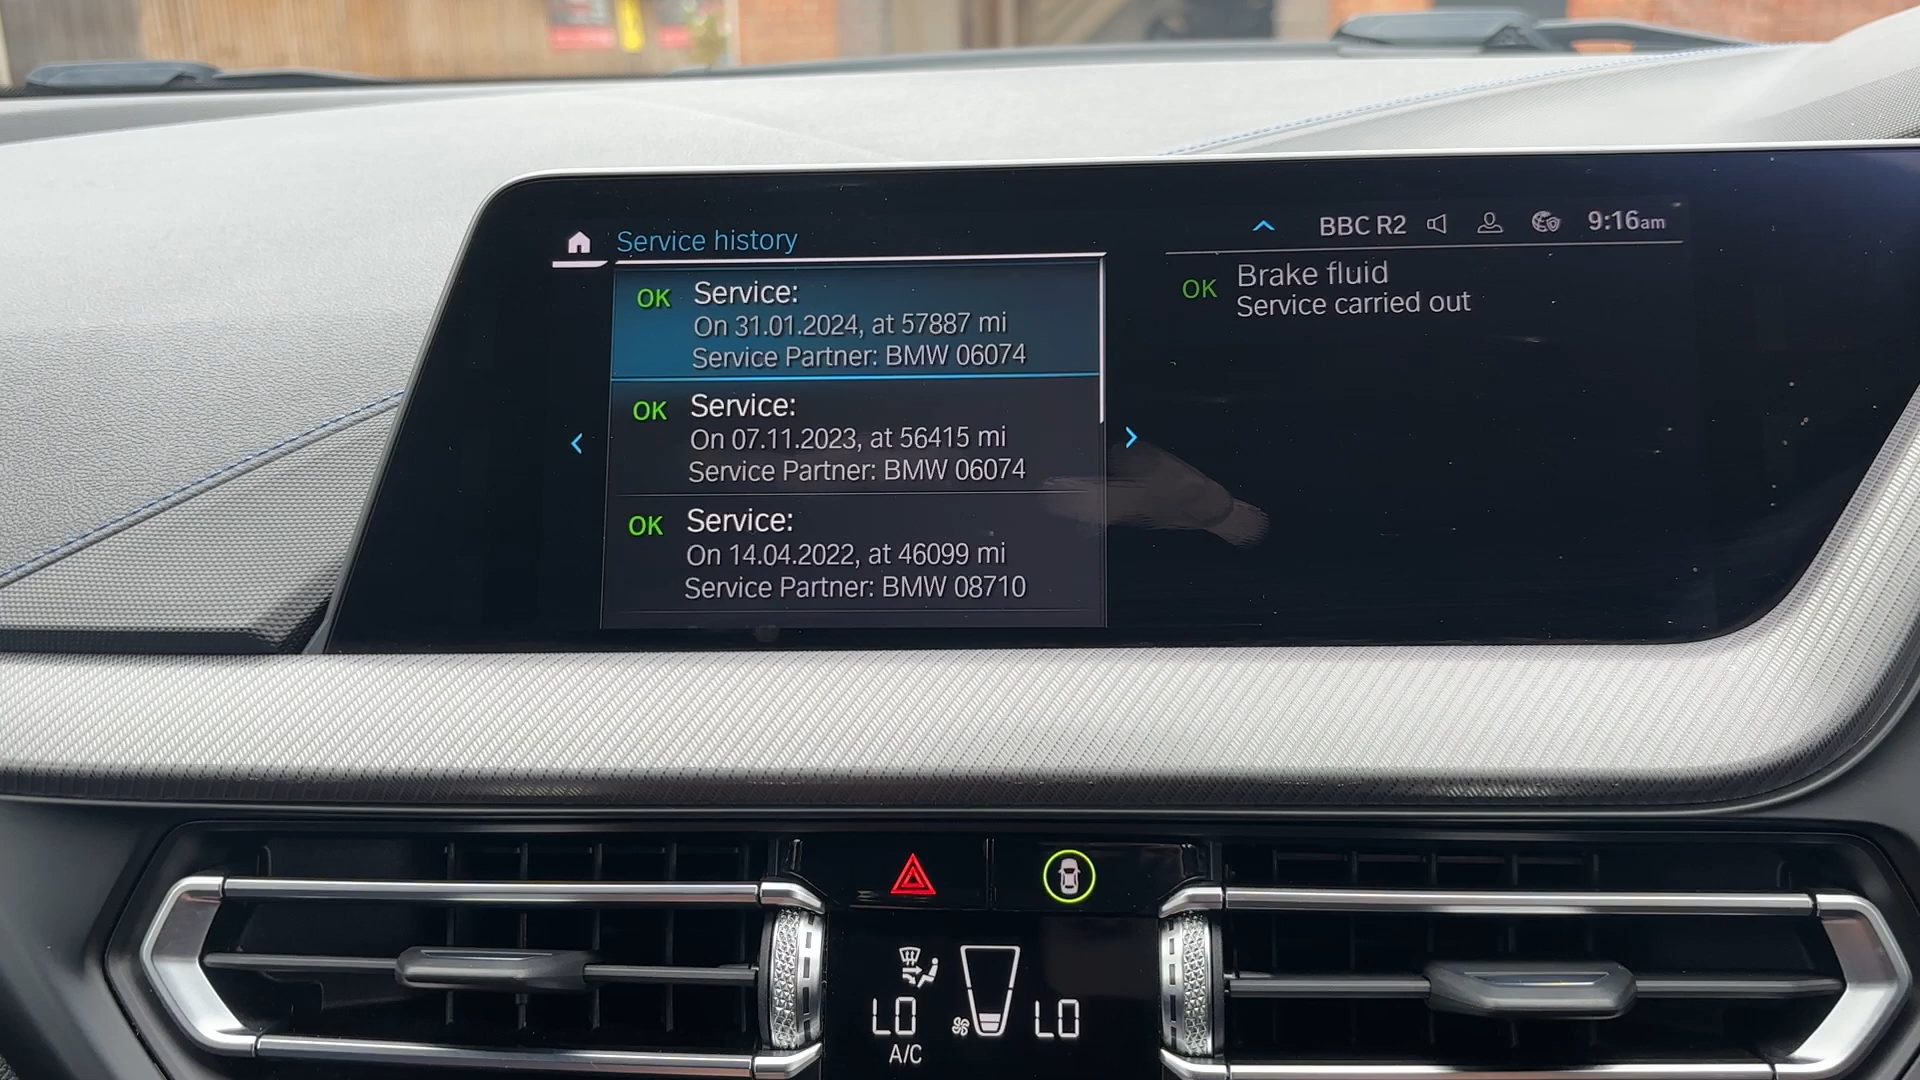 Service history
BBC R2
9:16am
OK Service:
On 31.01.2024, at 57887 mi
Service Partner: BMW 06074
OK Service:
On 07.11.2023, at 56415 mi
Service Partner: BMW 06074
OK Service:
On 14.04.2022, at 46099 mi
Service Partner: BMW 08710
OK Brake fluid
Service carried out
LO
LO
A/C